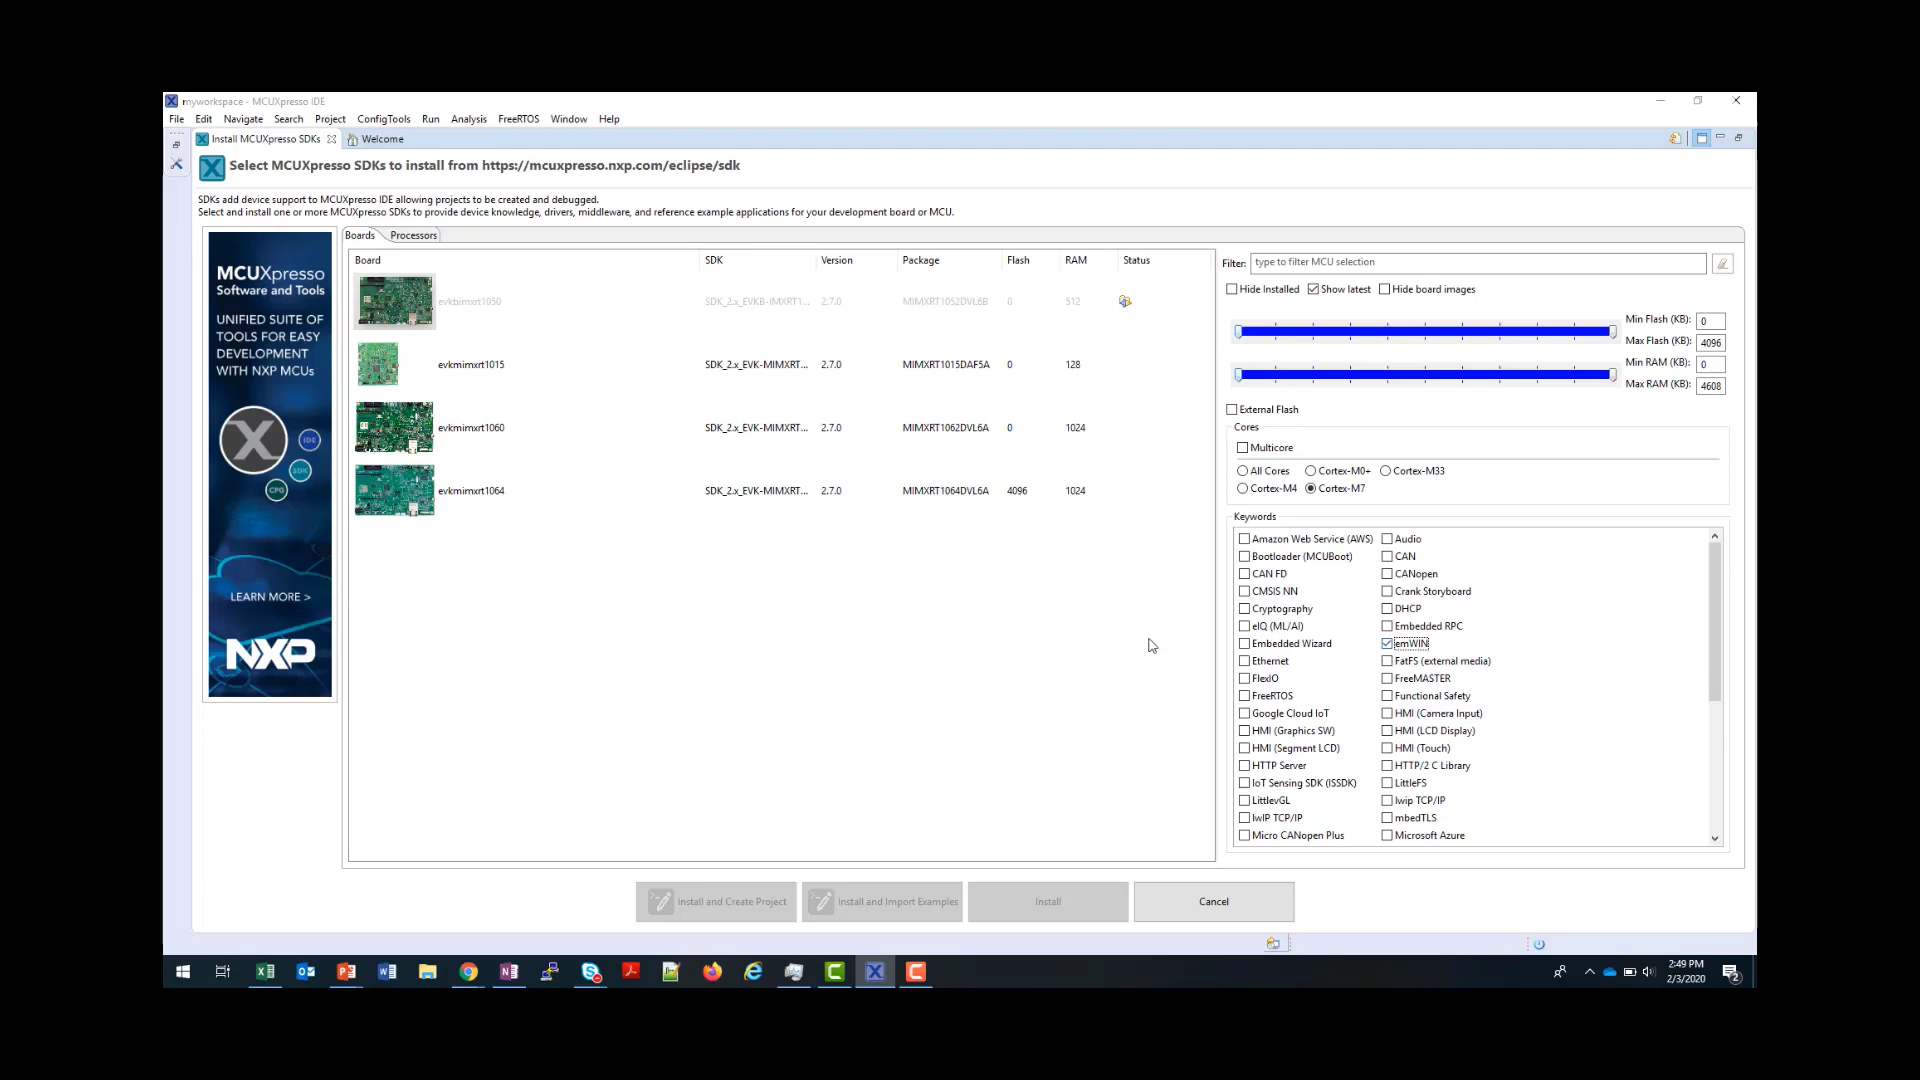 myworkspace - MCUXpresso IDE
File Edit Navigate Search Project ConfigTools Run Analysis FreeRTOS Window Help
Install MCUXpresso SDKs Welcome
Select MCUXpresso SDKs to install from https://mcuxpresso.nxp.com/eclipse/sdk
SDKs add device support to MCUXpresso IDE allowing projects to be created and debugged.
Select and install one or more MCUXpresso SDKs to provide device knowledge, drivers, middleware, and reference example applications for your development board or MCU.
MCUXpresso
Software and Tools
UNIFIED SUITE OF
TOOLS FOR EASY
DEVELOPMENT
WITH NXP MCUs
X
IDE
SDK
CFG
LEARN MORE >
NXP
Boards Processors
Board SDK Version Package Flash RAM Status
evkbimxrt1050 SDK_2.x_EVKB-IMXRT1... 2.7.0 MIMXRT1052DVL6B 0 512
evkmimxrt1015 SDK_2.x_EVK-MIMXRT... 2.7.0 MIMXRT1015DAF5A 0 128
evkmimxrt1060 SDK_2.x_EVK-MIMXRT... 2.7.0 MIMXRT1062DVL6A 0 1024
evkmimxrt1064 SDK_2.x_EVK-MIMXRT... 2.7.0 MIMXRT1064DVL6A 4096 1024
Filter: type to filter MCU selection
Hide Installed Show latest Hide board images
Min Flash (KB): 0
Max Flash (KB): 4096
Min RAM (KB): 0
Max RAM (KB): 4608
External Flash
Cores
Multicore
All Cores Cortex-M0+ Cortex-M33
Cortex-M4 Cortex-M7
Keywords
Amazon Web Service (AWS) Audio
Bootloader (MCUBoot) CAN
CAN FD CANopen
CMSIS NN Crank Storyboard
Cryptography DHCP
eIQ (ML/AI) Embedded RPC
Embedded Wizard emWIN
Ethernet FatFS (external media)
FlexIO FreeMASTER
FreeRTOS Functional Safety
Google Cloud IoT HMI (Camera Input)
HMI (Graphics SW) HMI (LCD Display)
HMI (Segment LCD) HMI (Touch)
HTTP Server HTTP/2 C Library
IoT Sensing SDK (ISSDK) LittleFS
LittlevGL lwip TCP/IP
lwIP TCP/IP mbedTLS
Micro CANopen Plus Microsoft Azure
Install and Create Project Install and Import Examples Install Cancel
2:49 PM
2/3/2020
2